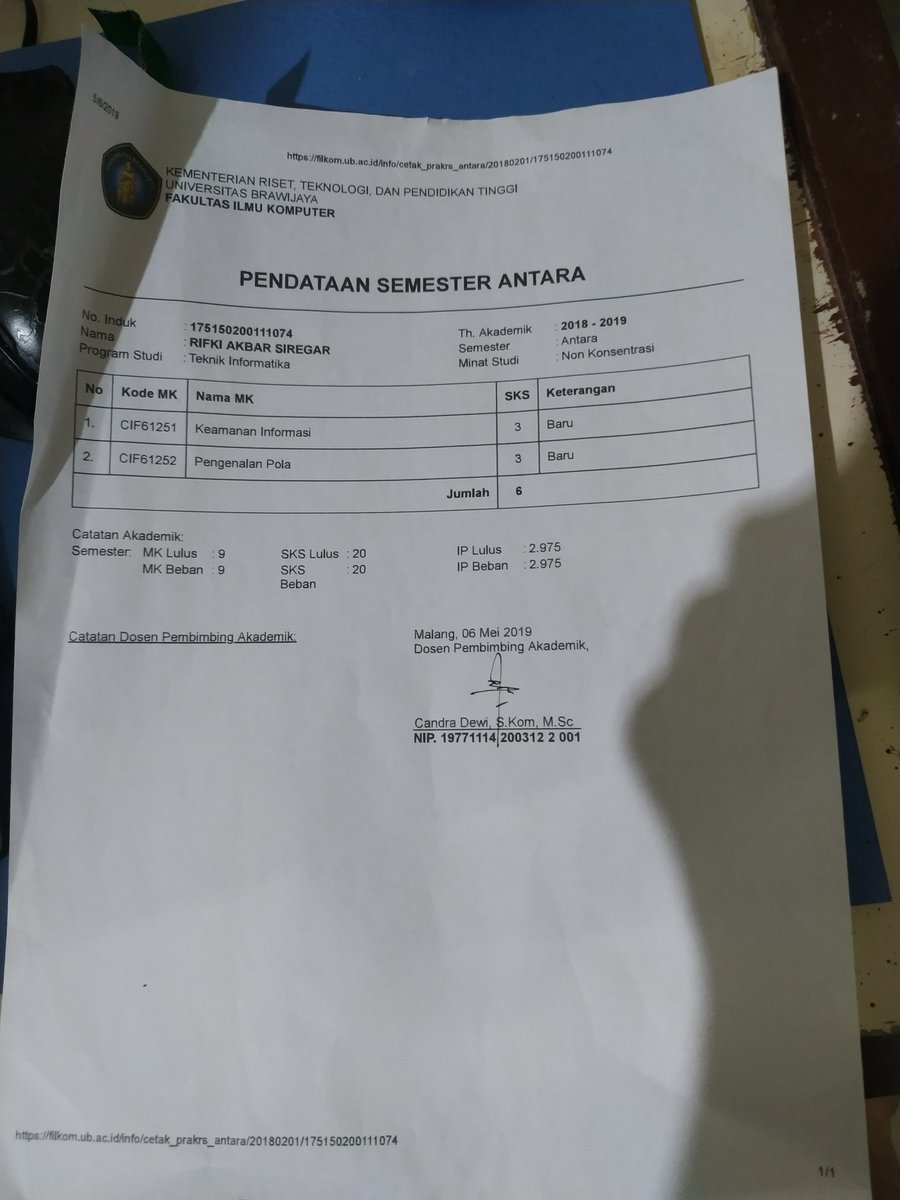 5/6/2019
https://filkom.ub.ac.id/info/cetak_prakrs_antara/20180201/175150200111074
KEMENTERIAN RISET, TEKNOLOGI, DAN PENDIDIKAN TINGGI
UNIVERSITAS BRAWIJAYA
FAKULTAS ILMU KOMPUTER
PENDATAAN SEMESTER ANTARA
No. Induk : 175150200111074 Th. Akademik : 2018 - 2019
Nama : RIFKI AKBAR SIREGAR Semester : Antara
Program Studi : Teknik Informatika Minat Studi : Non Konsentrasi
No Kode MK Nama MK SKS Keterangan
1. CIF61251 Keamanan Informasi 3 Baru
2. CIF61252 Pengenalan Pola 3 Baru
Jumlah 6
Catatan Akademik:
Semester: MK Lulus : 9 SKS Lulus : 20 IP Lulus : 2.975
MK Beban : 9 SKS : 20 IP Beban : 2.975
Beban
Catatan Dosen Pembimbing Akademik:
Malang, 06 Mei 2019
Dosen Pembimbing Akademik,
Candra Dewi, S.Kom, M.Sc
NIP. 19771114 200312 2 001
https://filkom.ub.ac.id/info/cetak_prakrs_antara/20180201/175150200111074
1/1